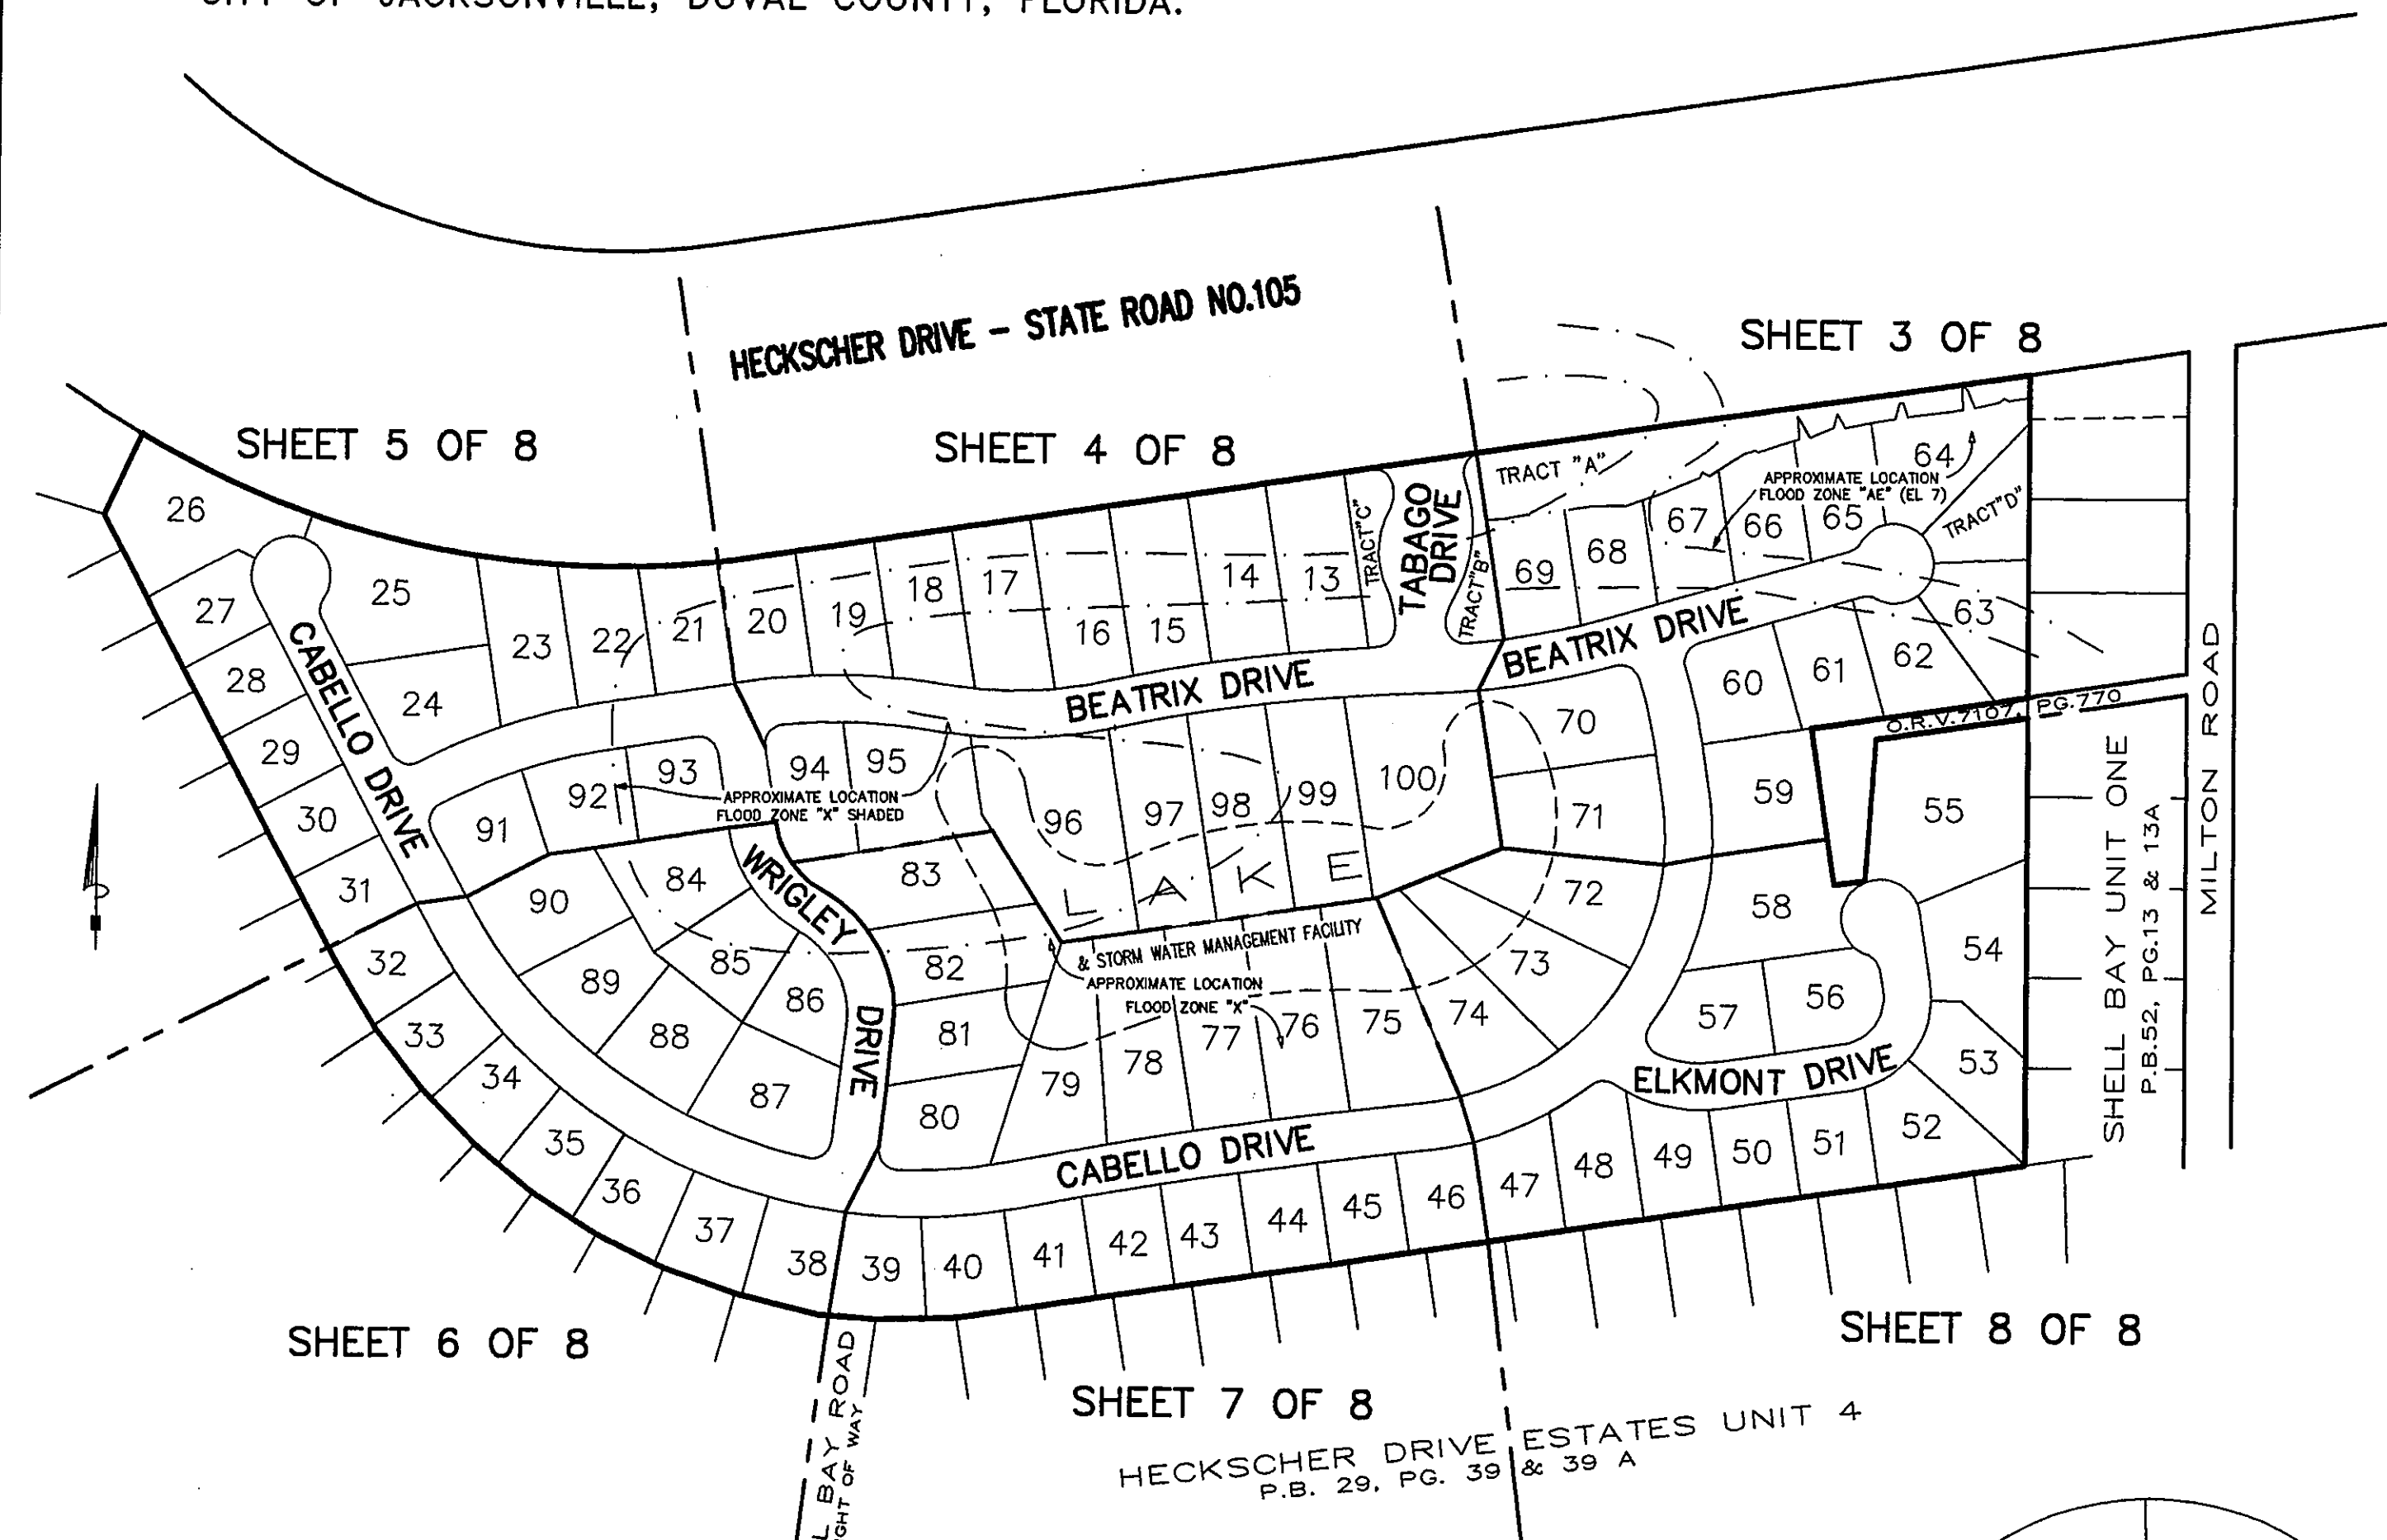 CITY OF JACKSONVILLE, DUVAL COUNTY, FLORIDA.
HECKSCHER DRIVE – STATE ROAD NO.105
SHEET 3 OF 8
SHEET 5 OF 8
SHEET 4 OF 8
26
25
27
28
29
30
31
24
23
22
21
20
19
18
17
16
15
14
13
TRACT "C"
TABAGO
DRIVE
TRACT "B"
TRACT "A"
69
68
67
66
65
64
APPROXIMATE LOCATION
FLOOD ZONE "AE" (EL 7)
TRACT "D"
63
62
61
60
59
CABELLO DRIVE
BEATRIX DRIVE
BEATRIX DRIVE
O.R.V. 7107, PG.770
91
92
93
94
95
96
97
98
99
100
70
71
APPROXIMATE LOCATION
FLOOD ZONE "X" SHADED
LAKE
& STORM WATER MANAGEMENT FACILITY
APPROXIMATE LOCATION
FLOOD ZONE "X"
WRIGLEY
DRIVE
90
84
83
89
85
82
88
86
81
87
80
79
78
77
76
75
74
73
72
58
57
56
55
54
53
52
51
50
49
48
47
46
45
44
43
42
41
40
39
38
37
36
35
34
33
32
CABELLO DRIVE
ELKMONT DRIVE
SHELL BAY UNIT ONE
P.B.52, PG.13 & 13A
MILTON ROAD
SHEET 6 OF 8
SHEET 7 OF 8
SHEET 8 OF 8
BAY ROAD
OF WAY
HECKSCHER DRIVE ESTATES UNIT 4
P.B. 29, PG. 39 & 39 A